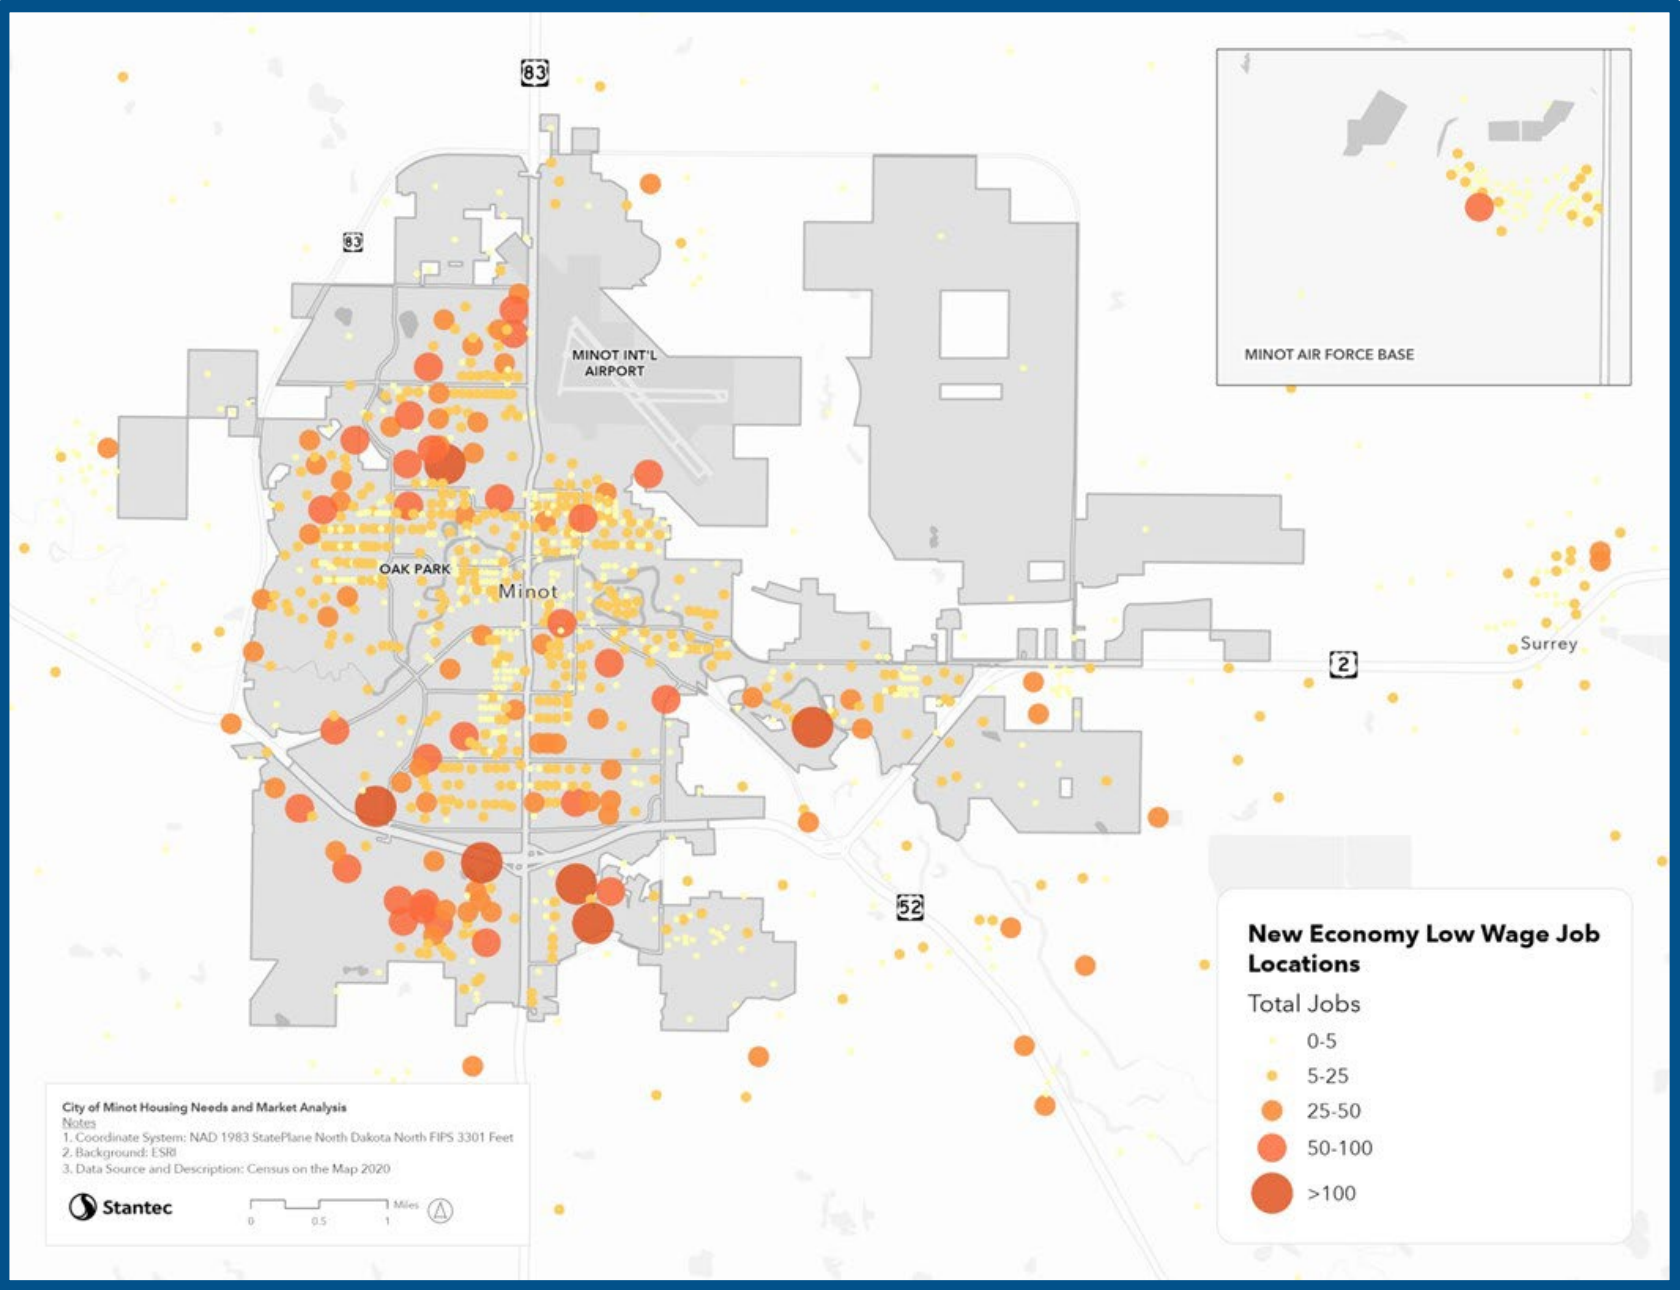 83
83
MINOT INT'L
AIRPORT
MINOT AIR FORCE BASE
OAK PARK
Minot
Surrey
2
52
New Economy Low Wage Job
Locations
Total Jobs
0-5
5-25
25-50
50-100
>100
City of Minot Housing Needs and Market Analysis
Notes
1. Coordinate System: NAD 1983 StatePlane North Dakota North FIPS 3301 Feet
2. Background: ESRI
3. Data Source and Description: Census on the Map 2020
Stantec
Miles
0 0.5 1